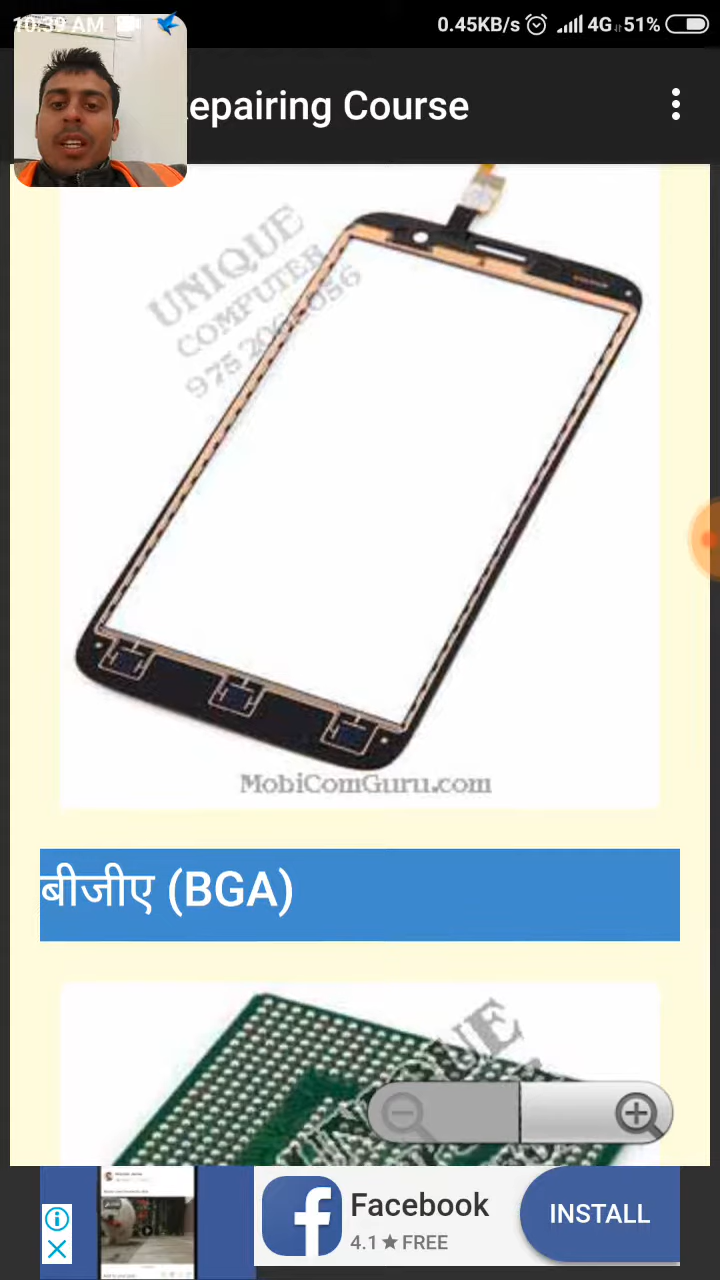 10:39 AM
0.45KB/s 4G 51%
epairing Course
UNIQUE
COMPUTER
MobiComGuru.com
बीजीए (BGA)
Facebook
4.1★FREE
INSTALL